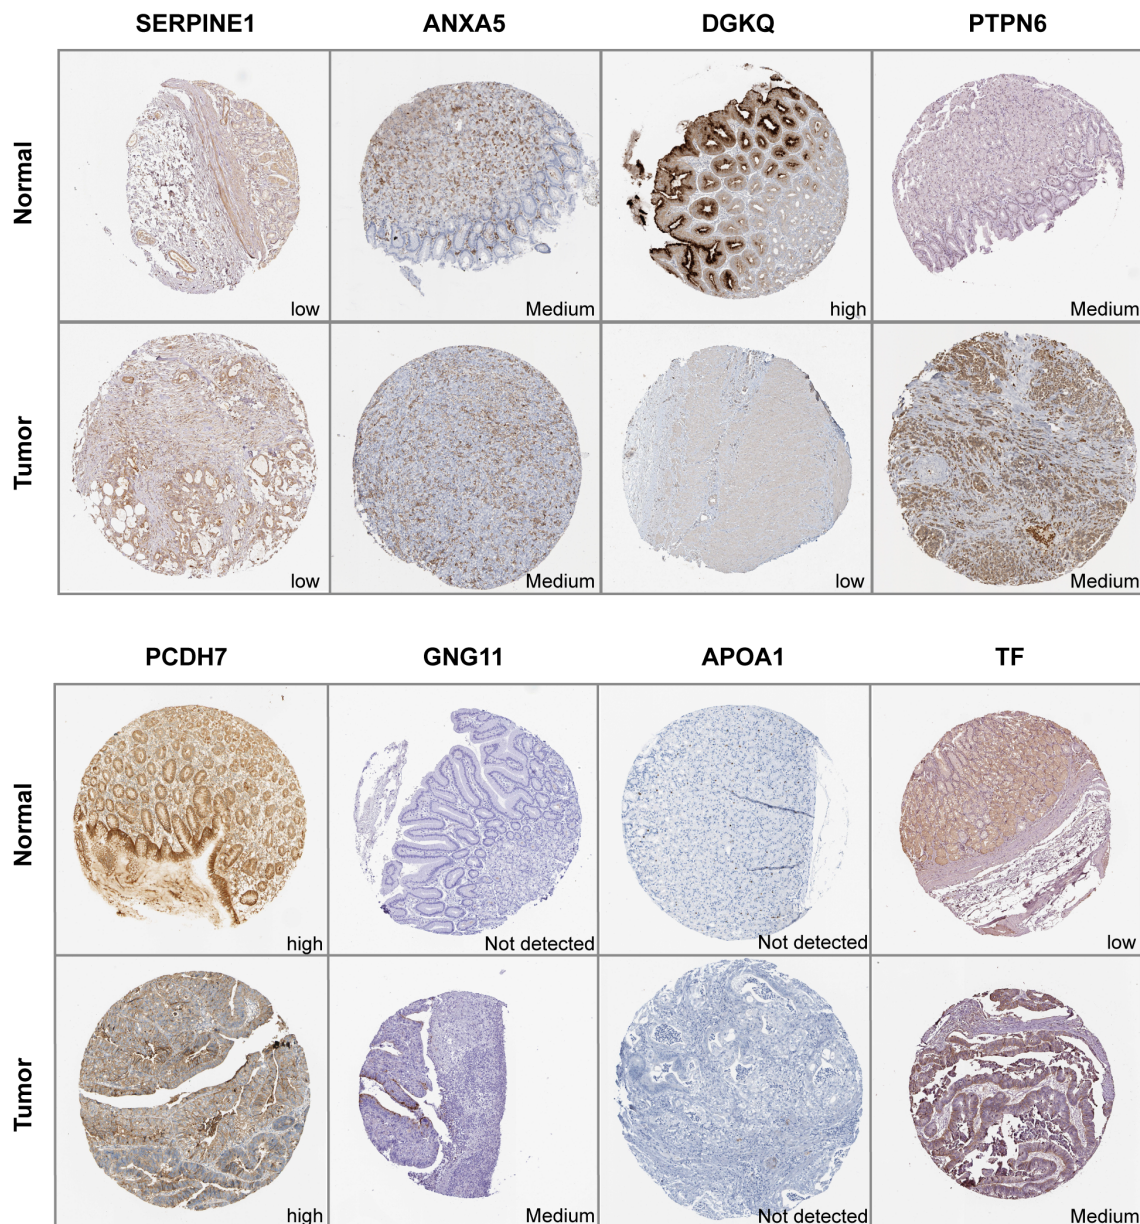 SERPINE1 ANXA5 DGKQ PTPN6
Normal
low Medium high Medium
Tumor
low Medium low Medium
PCDH7 GNG11 APOA1 TF
Normal
high Not detected Not detected low
Tumor
high Medium Not detected Medium